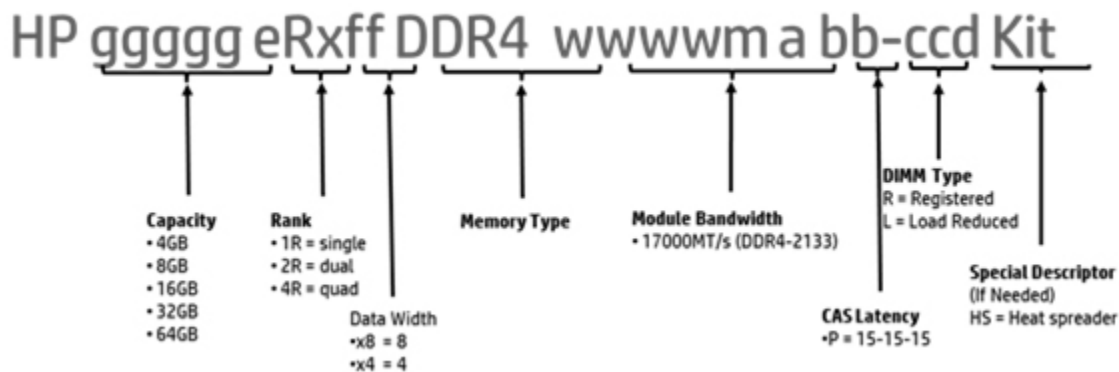 HP ggggg eRxff DDR4 wwwwm a bb-ccd Kit
Capacity
• 4GB
• 8GB
• 16GB
• 32GB
• 64GB
Rank
• 1R = single
• 2R = dual
• 4R = quad
Data Width
•x8 = 8
•x4 = 4
Memory Type
Module Bandwidth
• 17000MT/s (DDR4-2133)
CAS Latency
•P = 15-15-15
DIMM Type
R = Registered
L = Load Reduced
Special Descriptor
(If Needed)
HS = Heat spreader